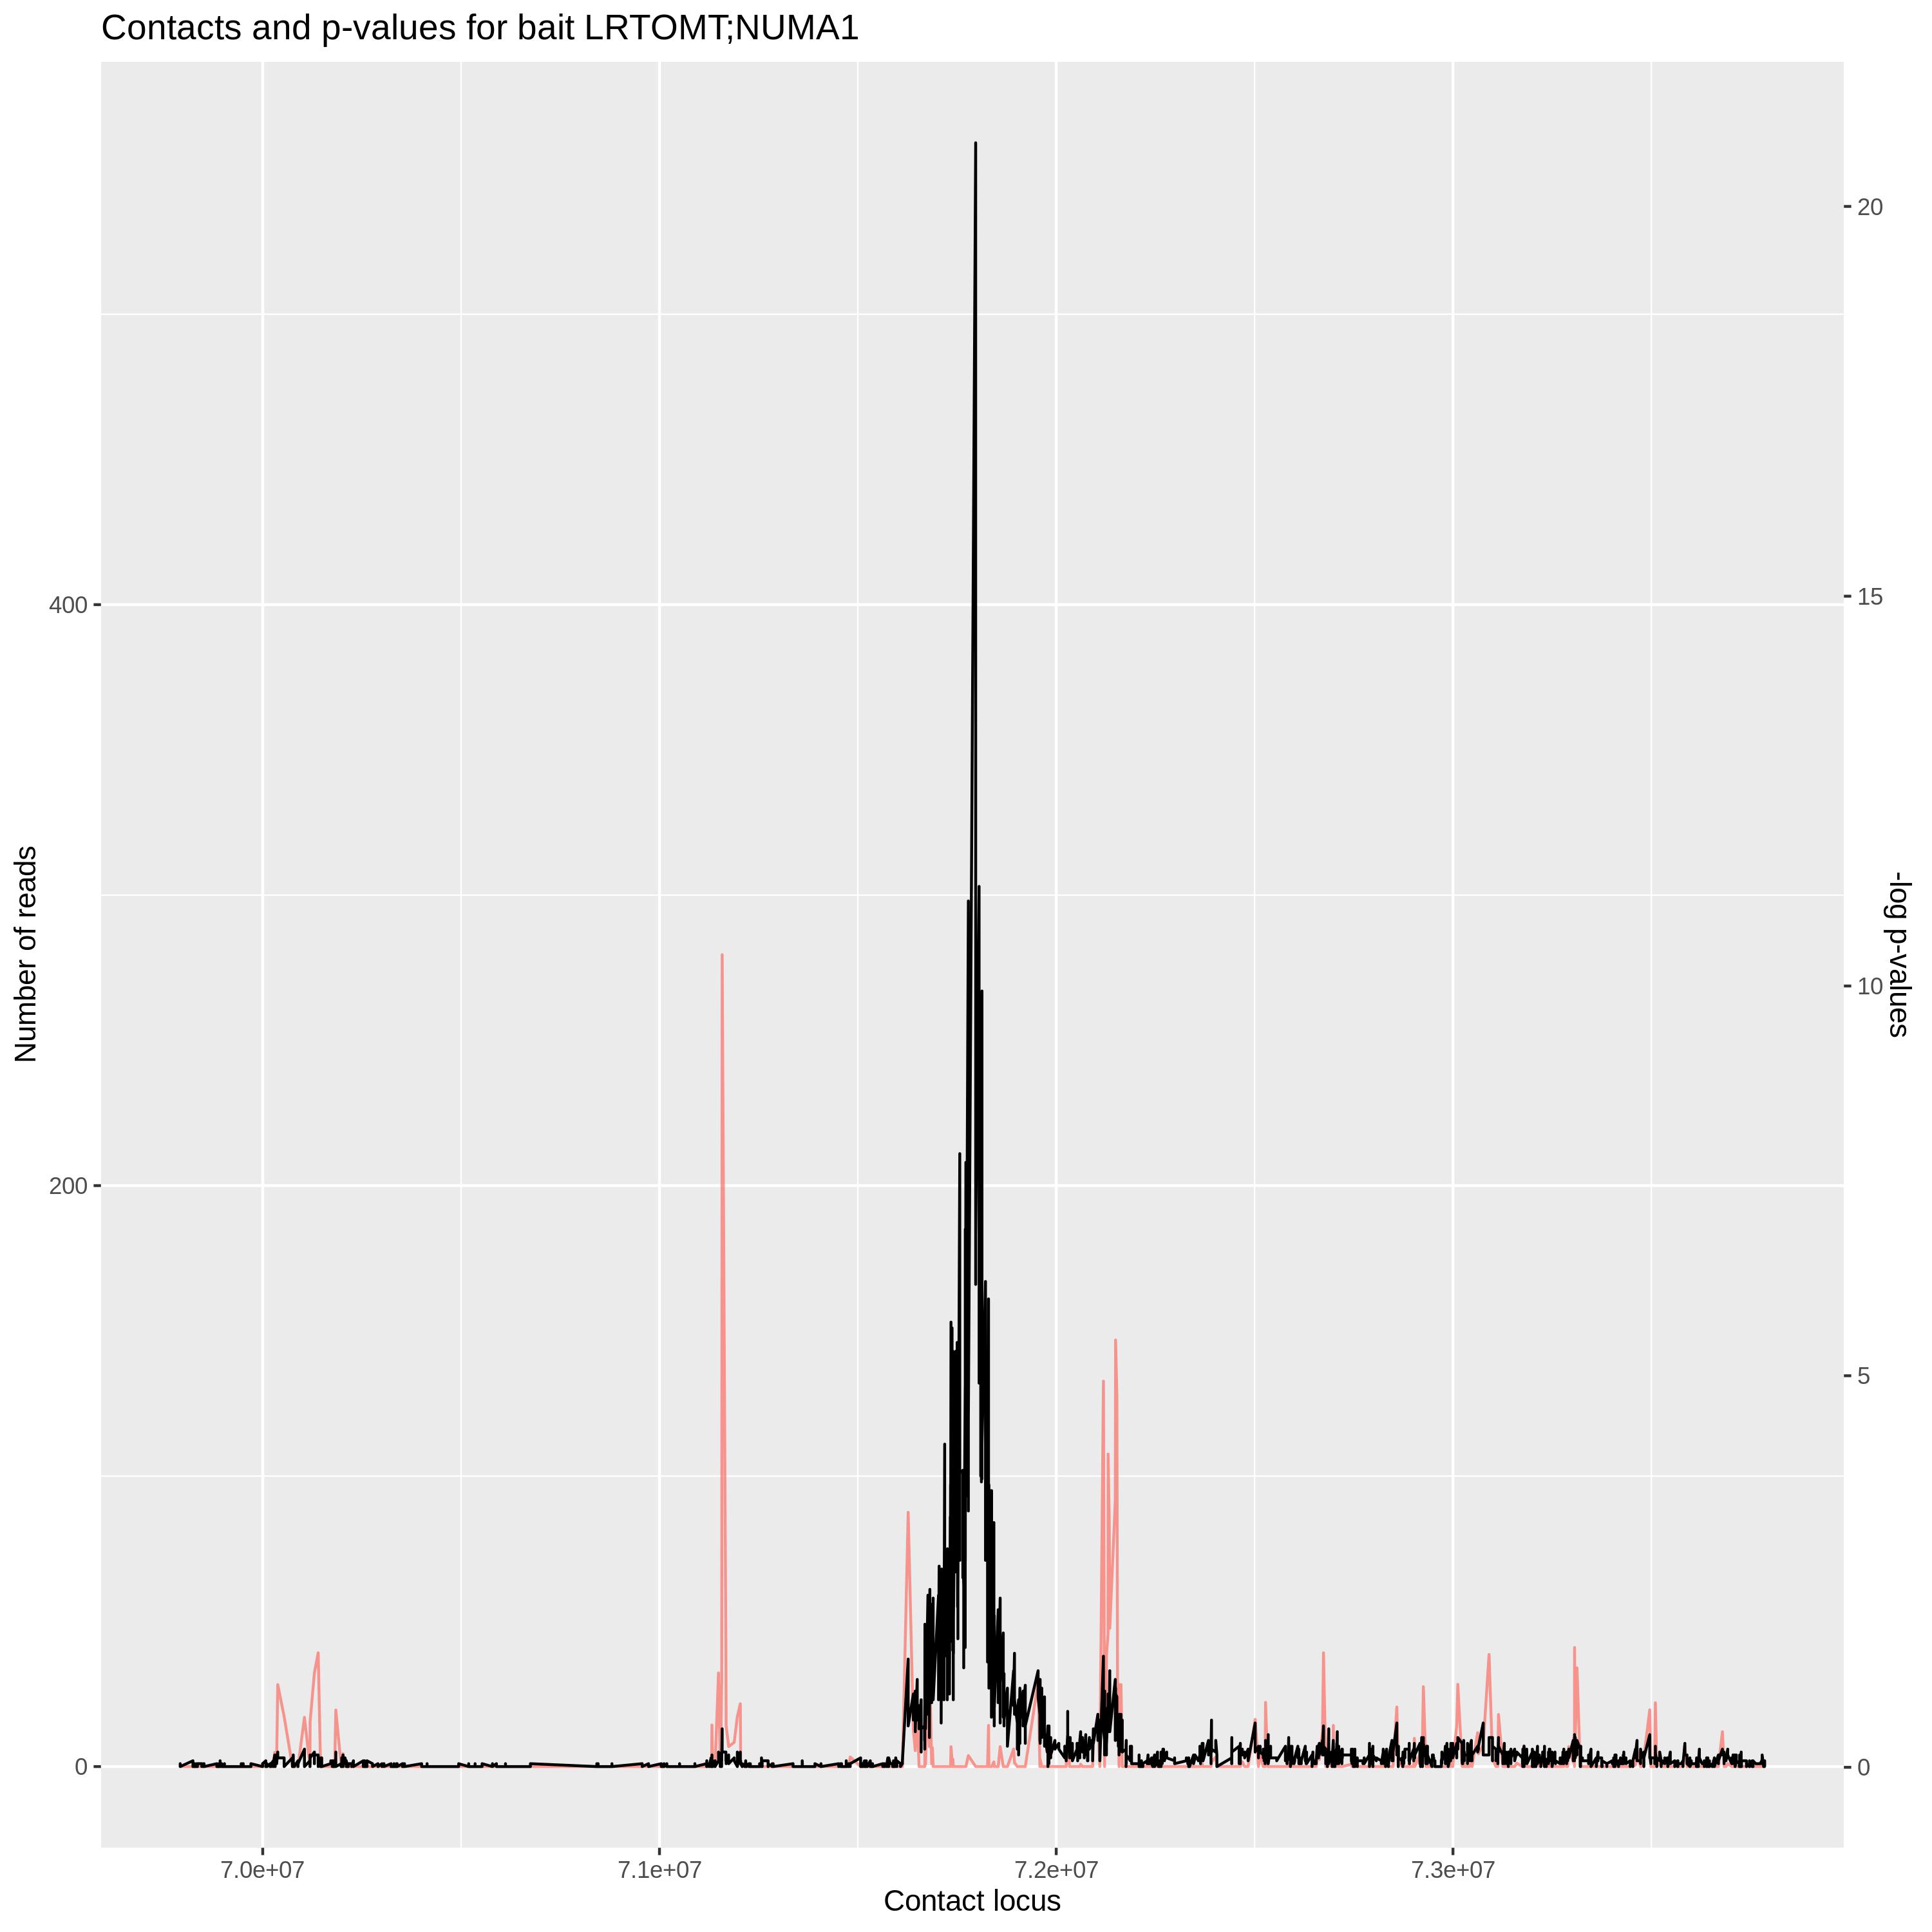 Contacts and p-values for bait LRTOMT;NUMA1
Number of reads
400
200
0
20
15
10
5
0
-log p-values
7.0e+07 7.1e+07 7.2e+07 7.3e+07
Contact locus